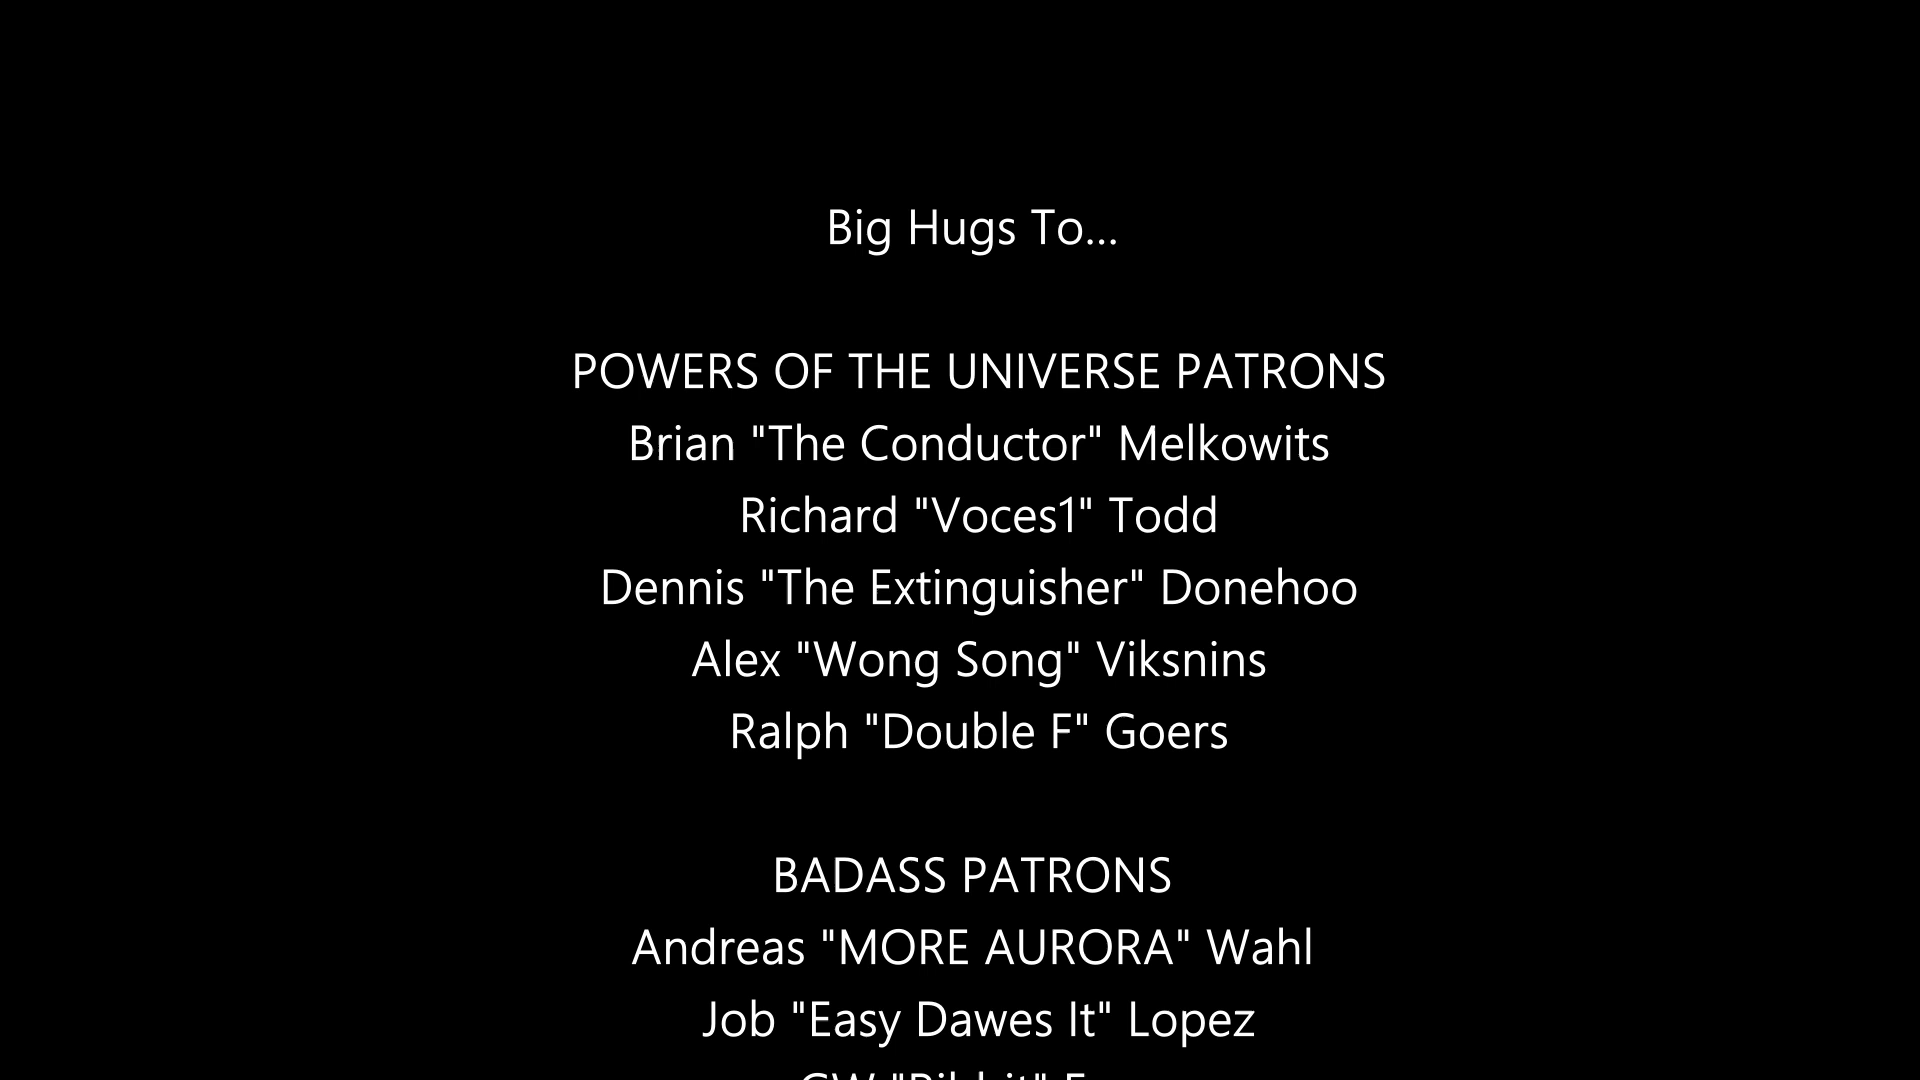 Big Hugs To...
POWERS OF THE UNIVERSE PATRONS
Brian "The Conductor" Melkowits
Richard "Voces1" Todd
Dennis "The Extinguisher" Donehoo
Alex "Wong Song" Viksnins
Ralph "Double F" Goers
BADASS PATRONS
Andreas "MORE AURORA" Wahl
Job "Easy Dawes It" Lopez